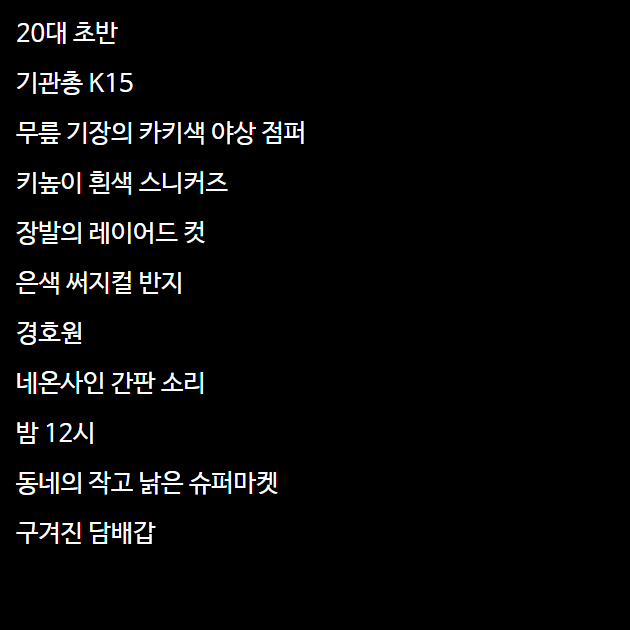 20대 초반
기관총 K15
무릎 기장의 카키색 야상 점퍼
키높이 흰색 스니커즈
장발의 레이어드 컷
은색 써지컬 반지
경호원
네온사인 간판 소리
밤 12시
동네의 작고 낡은 슈퍼마켓
구겨진 담배갑